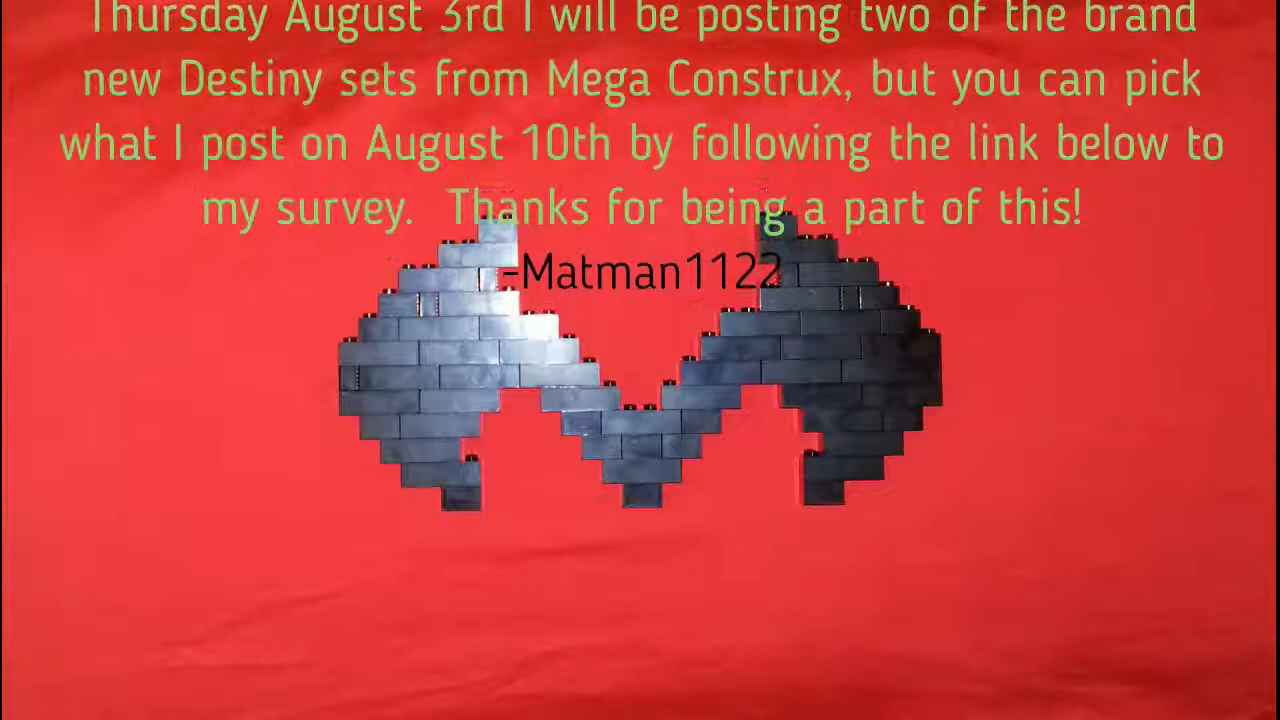 Thursday August 3rd I will be posting two of the brand
new Destiny sets from Mega Construx, but you can pick
what I post on August 10th by following the link below to
my survey.  Thanks for being a part of this!
-Matman1122